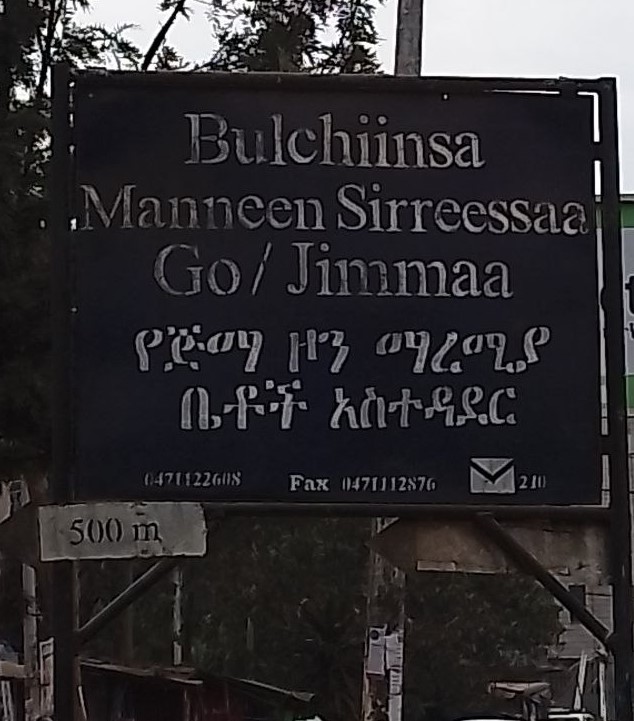 Bulchiinsa
Manneen Sirreessaa
Go/ Jimmaa
የጅማ ዞን ማረሚያ
ቤቶች አስተዳደር
0471122608 Fax 0471112876 210
500 m